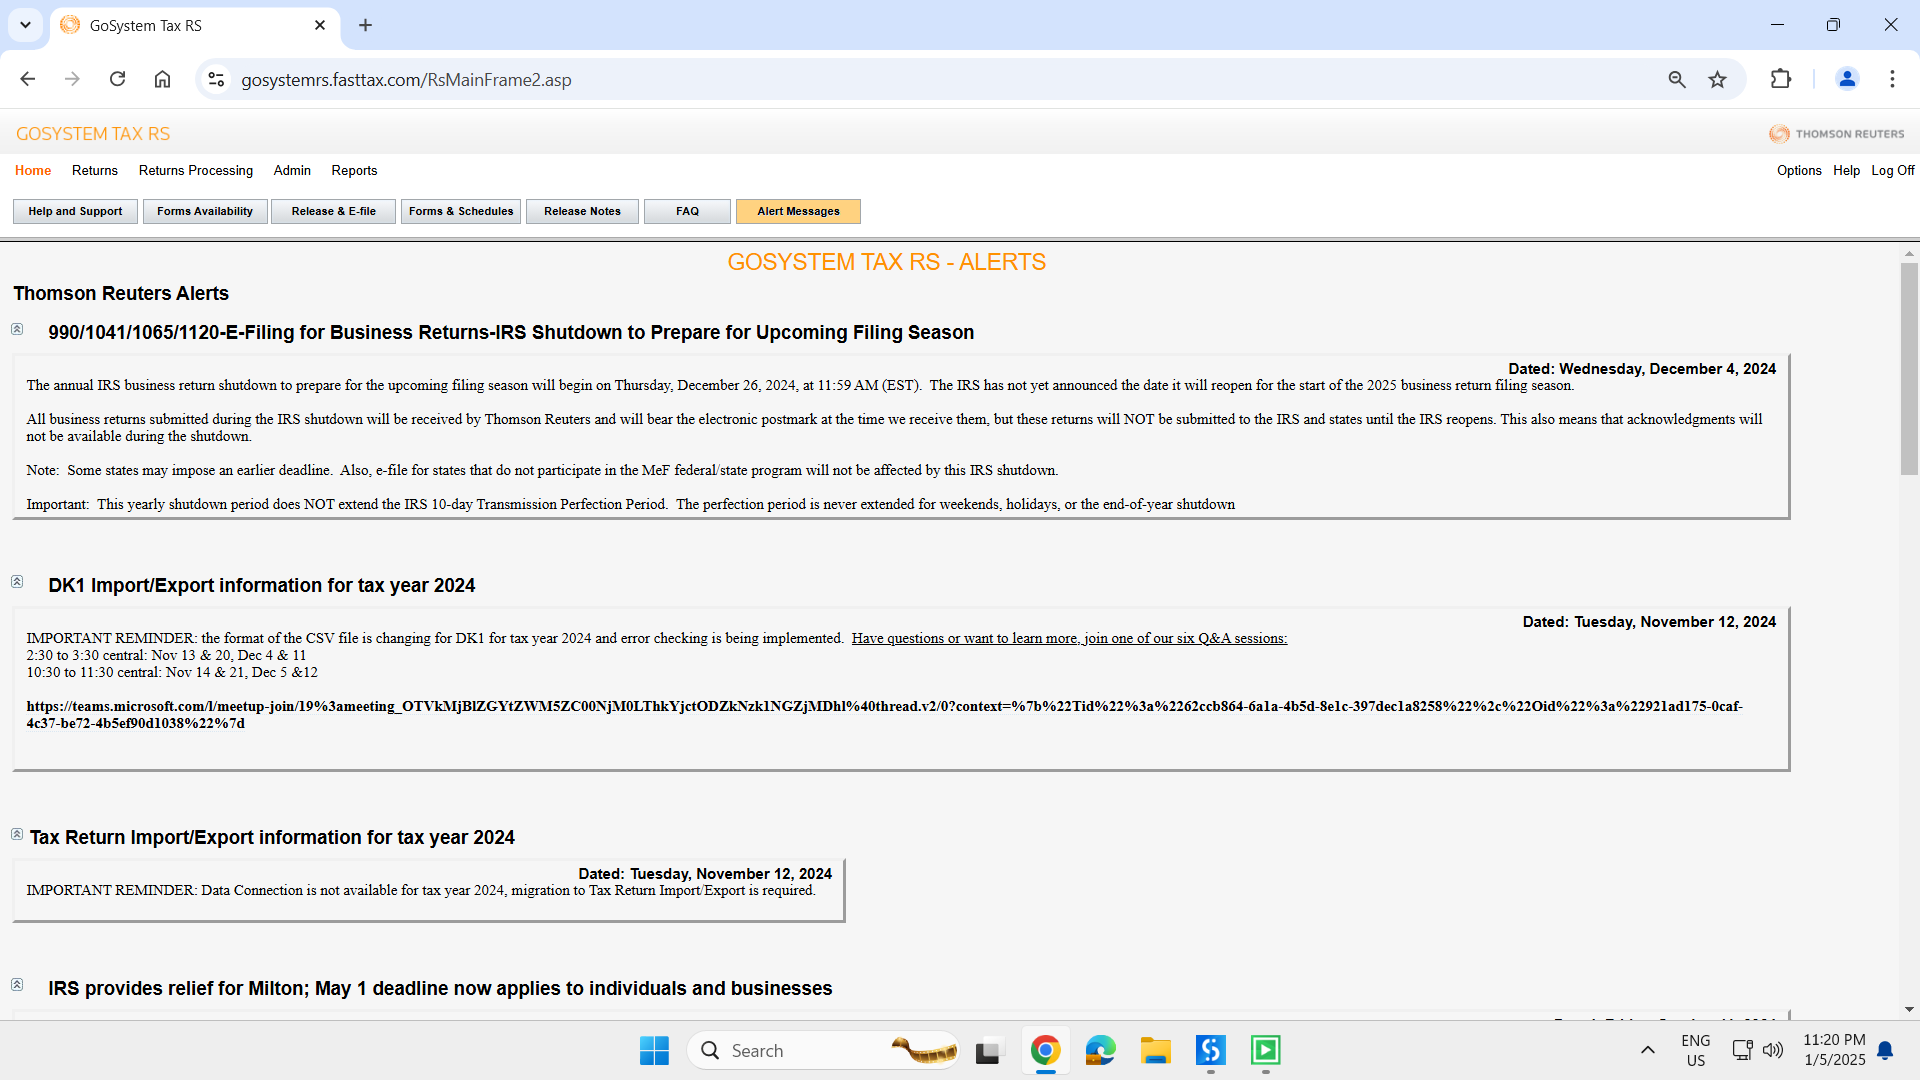 GoSystem Tax RS
gosystemrs.fasttax.com/RsMainFrame2.asp
GOSYSTEM TAX RS
THOMSON REUTERS
Home Returns Returns Processing Admin Reports
Options Help Log Off
Help and Support Forms Availability Release & E-file Forms & Schedules Release Notes FAQ Alert Messages
GOSYSTEM TAX RS - ALERTS
Thomson Reuters Alerts
990/1041/1065/1120-E-Filing for Business Returns-IRS Shutdown to Prepare for Upcoming Filing Season
Dated: Wednesday, December 4, 2024
The annual IRS business return shutdown to prepare for the upcoming filing season will begin on Thursday, December 26, 2024, at 11:59 AM (EST).  The IRS has not yet announced the date it will reopen for the start of the 2025 business return filing season.
All business returns submitted during the IRS shutdown will be received by Thomson Reuters and will bear the electronic postmark at the time we receive them, but these returns will NOT be submitted to the IRS and states until the IRS reopens. This also means that acknowledgments will
not be available during the shutdown.
Note:  Some states may impose an earlier deadline.  Also, e-file for states that do not participate in the MeF federal/state program will not be affected by this IRS shutdown.
Important:  This yearly shutdown period does NOT extend the IRS 10-day Transmission Perfection Period.  The perfection period is never extended for weekends, holidays, or the end-of-year shutdown
DK1 Import/Export information for tax year 2024
Dated: Tuesday, November 12, 2024
IMPORTANT REMINDER: the format of the CSV file is changing for DK1 for tax year 2024 and error checking is being implemented.  Have questions or want to learn more, join one of our six Q&A sessions:
2:30 to 3:30 central: Nov 13 & 20, Dec 4 & 11
10:30 to 11:30 central: Nov 14 & 21, Dec 5 &12
https://teams.microsoft.com/l/meetup-join/19%3ameeting_OTVkMjBlZGYtZWM5ZC00NjM0LThkYjctODZkNzk1NGZjMDhl%40thread.v2/0?context=%7b%22Tid%22%3a%2262ccb864-6a1a-4b5d-8e1c-397dec1a8258%22%2c%22Oid%22%3a%22921ad175-0caf-
4c37-be72-4b5ef90d1038%22%7d
Tax Return Import/Export information for tax year 2024
Dated: Tuesday, November 12, 2024
IMPORTANT REMINDER: Data Connection is not available for tax year 2024, migration to Tax Return Import/Export is required.
IRS provides relief for Milton; May 1 deadline now applies to individuals and businesses
Search
ENG
US
11:20 PM
1/5/2025